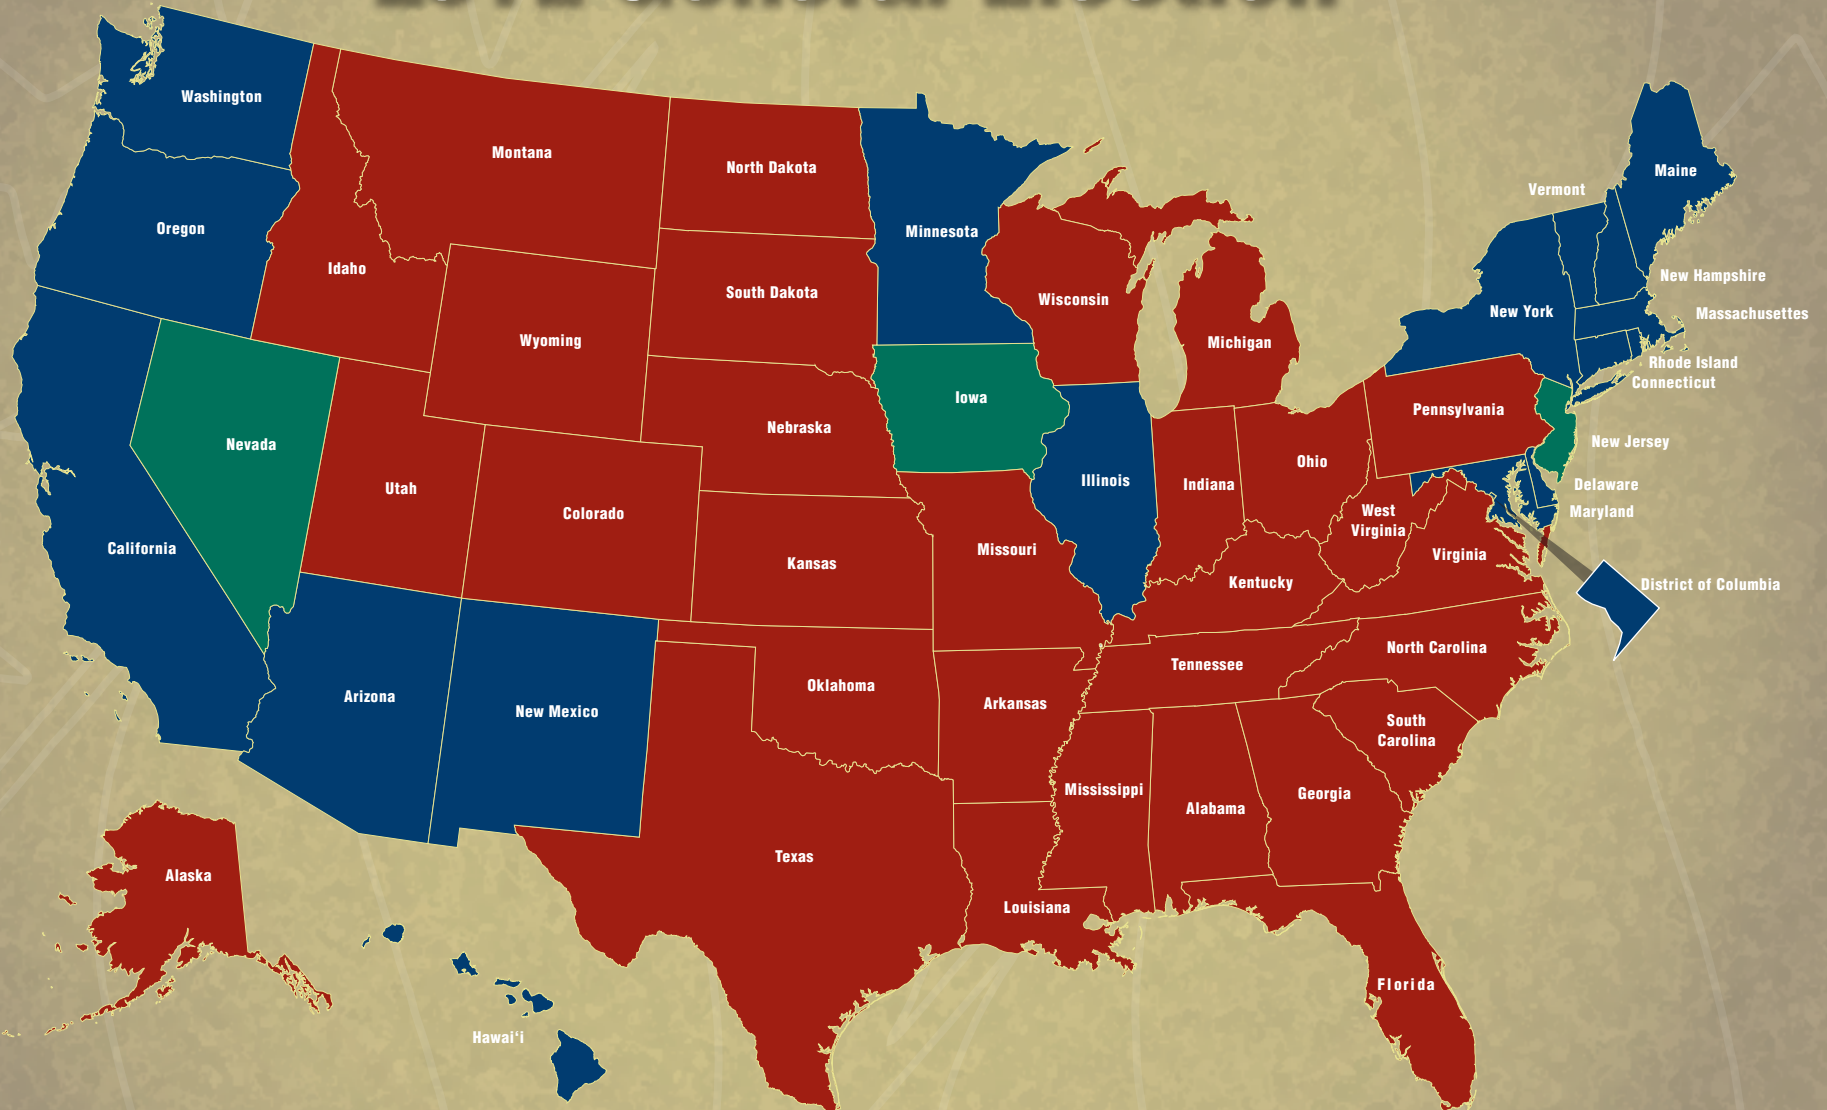 2012 General Election
Washington
Montana
North Dakota
Minnesota
Maine
Vermont
Oregon
Idaho
South Dakota
Wisconsin
New Hampshire
Wyoming
Michigan
New York
Massachusettes
Rhode Island
Connecticut
Iowa
Nebraska
Pennsylvania
New Jersey
Nevada
Utah
Colorado
Illinois
Indiana
Ohio
Delaware
Maryland
West
Virginia
California
Kansas
Missouri
Kentucky
Virginia
District of Columbia
Arizona
New Mexico
Oklahoma
Arkansas
Tennessee
North Carolina
South
Carolina
Mississippi
Alabama
Georgia
Alaska
Texas
Louisiana
Florida
Hawai‘i